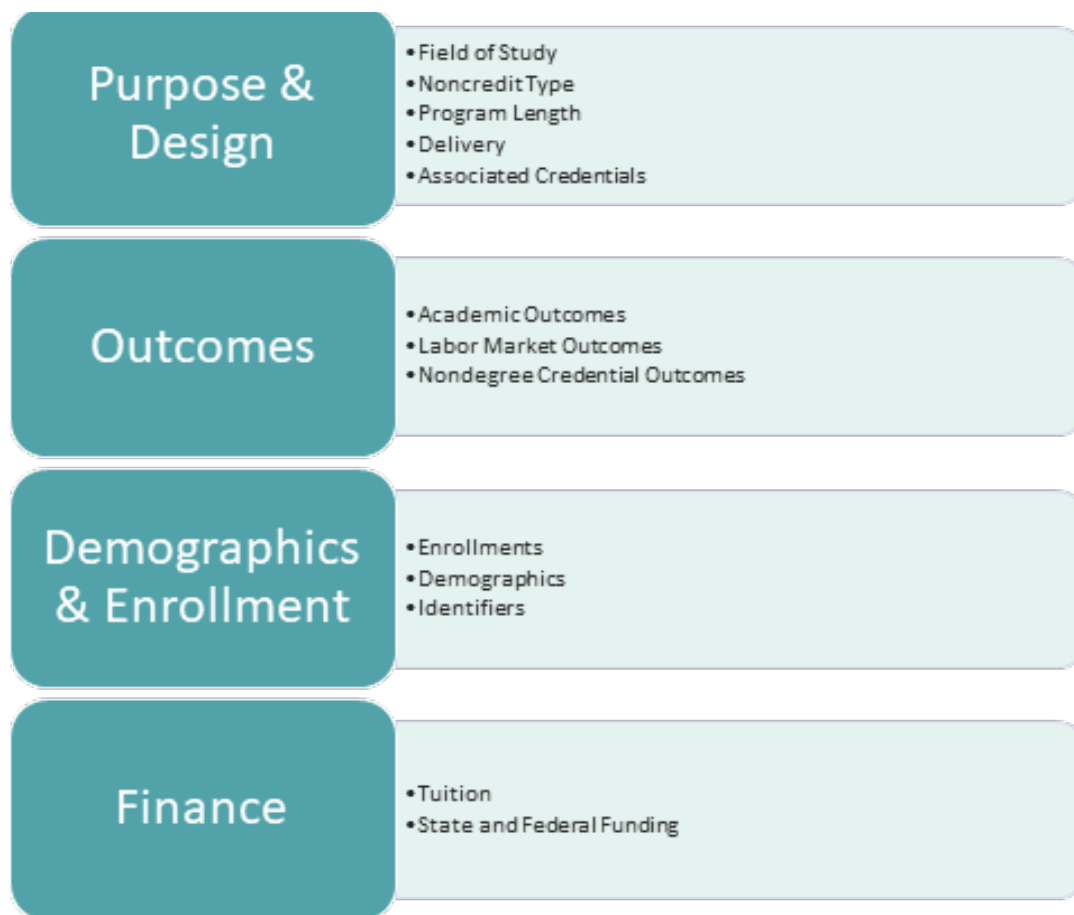 Purpose &
Design
•Field of Study
•Noncredit Type
•Program Length
•Delivery
•Associated Credentials
Outcomes
•Academic Outcomes
•Labor Market Outcomes
•Nondegree Credential Outcomes
Demographics
& Enrollment
•Enrollments
•Demographics
•Identifiers
Finance
•Tuition
•State and Federal Funding